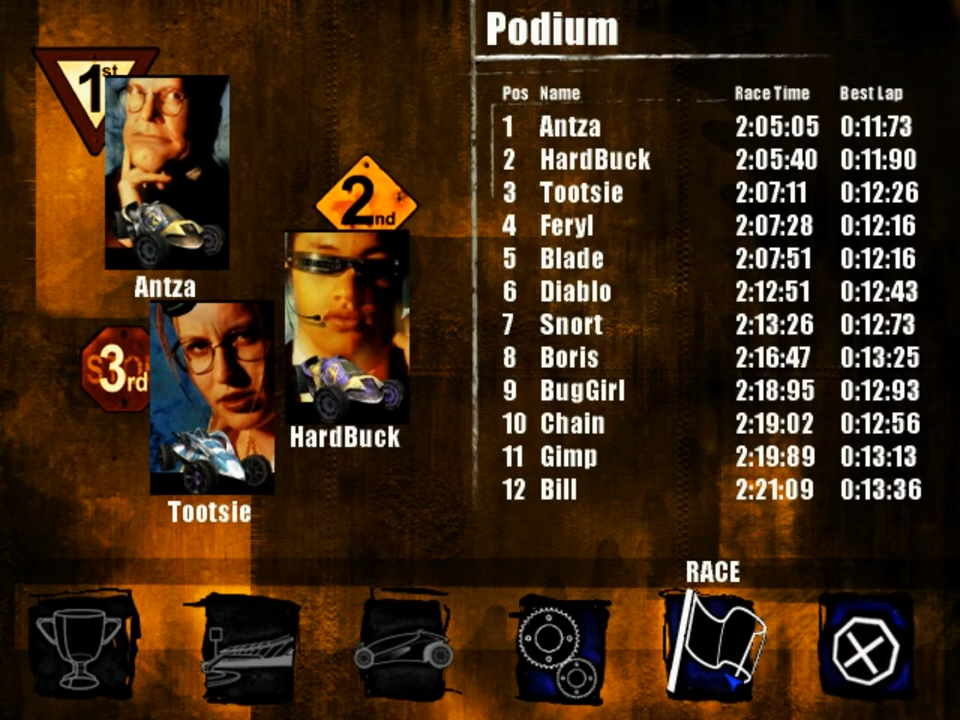 Podium
1st
Antza
2nd
HardBuck
3rd
Tootsie
Pos Name Race Time Best Lap
1 Antza 2:05:05 0:11:73
2 HardBuck 2:05:40 0:11:90
3 Tootsie 2:07:11 0:12:26
4 Feryl 2:07:28 0:12:16
5 Blade 2:07:51 0:12:16
6 Diablo 2:12:51 0:12:43
7 Snort 2:13:26 0:12:73
8 Boris 2:16:47 0:13:25
9 BugGirl 2:18:95 0:12:93
10 Chain 2:19:02 0:12:56
11 Gimp 2:19:89 0:13:13
12 Bill 2:21:09 0:13:36
RACE